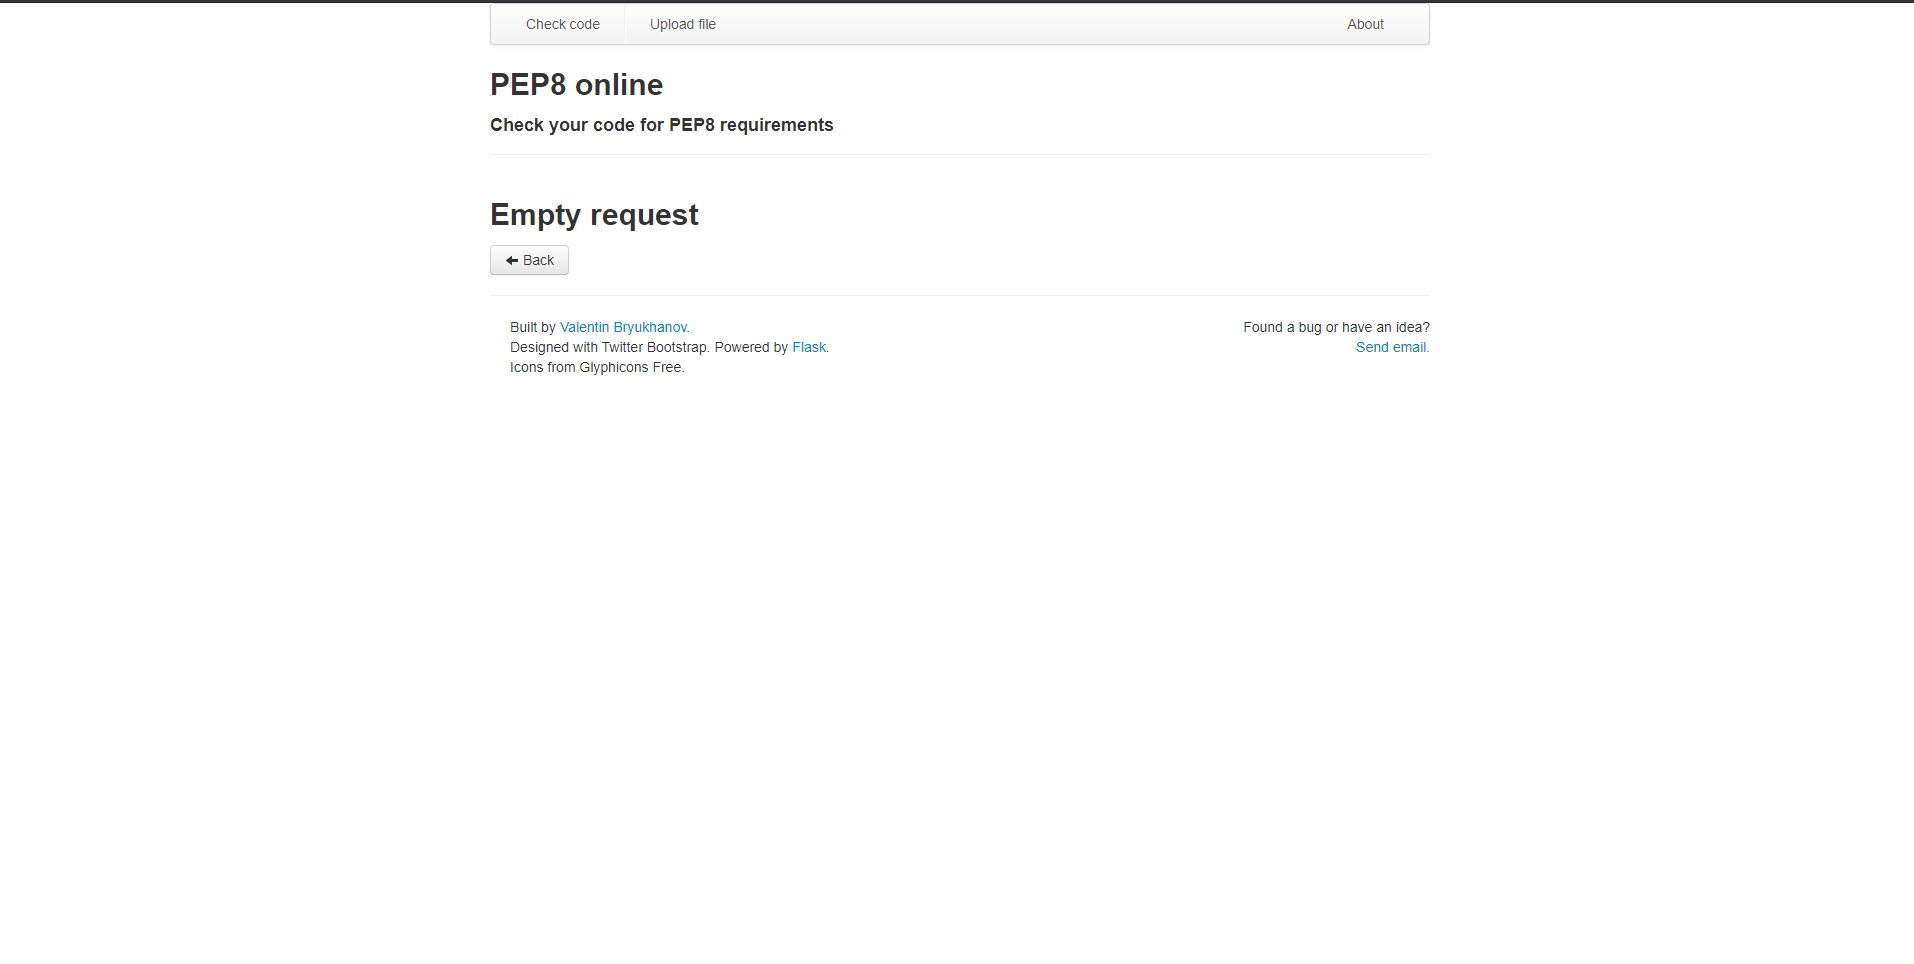 Check code
Upload file
About
PEP8 online
Check your code for PEP8 requirements
Empty request
Back
Built by Valentin Bryukhanov.
Designed with Twitter Bootstrap. Powered by Flask.
Icons from Glyphicons Free.
Found a bug or have an idea?
Send email.